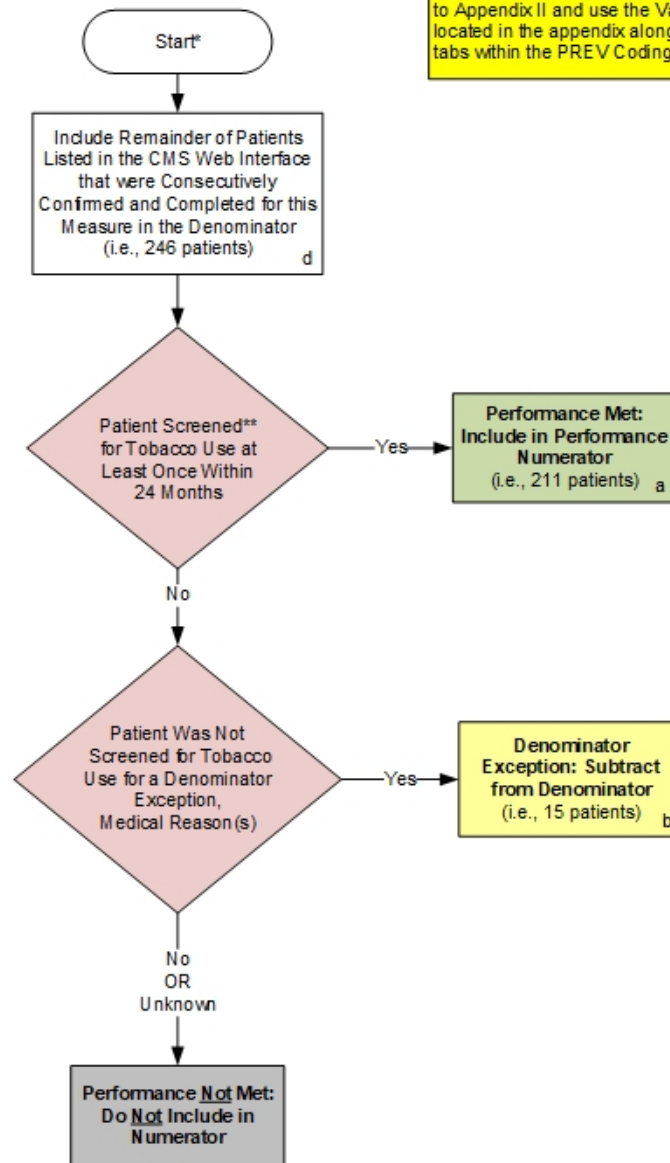 to Appendix II and use the
located in the appendix along
tabs within the PREV Coding
Start*
Include Remainder of Patients
Listed in the CMS Web Interface
that were Consecutively
Confirmed and Completed for this
Measure in the Denominator
(i.e., 246 patients)
d
Patient Screened**
for Tobacco Use at
Least Once Within
24 Months
Yes
Performance Met:
Include in Performance
Numerator
(i.e., 211 patients)
a
No
Patient Was Not
Screened for Tobacco
Use for a Denominator
Exception,
Medical Reason(s)
Yes
Denominator
Exception: Subtract
from Denominator
(i.e., 15 patients)
b
No
OR
Unknown
Performance Not Met:
Do Not Include in
Numerator